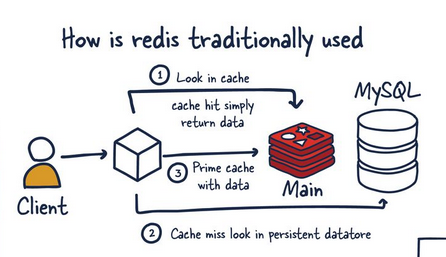 How is redis traditionally used
1 Look in cache
cache hit simply
return data
MySQL
3 Prime cache
with data
Main
Client
2 Cache miss look in persistent datatore